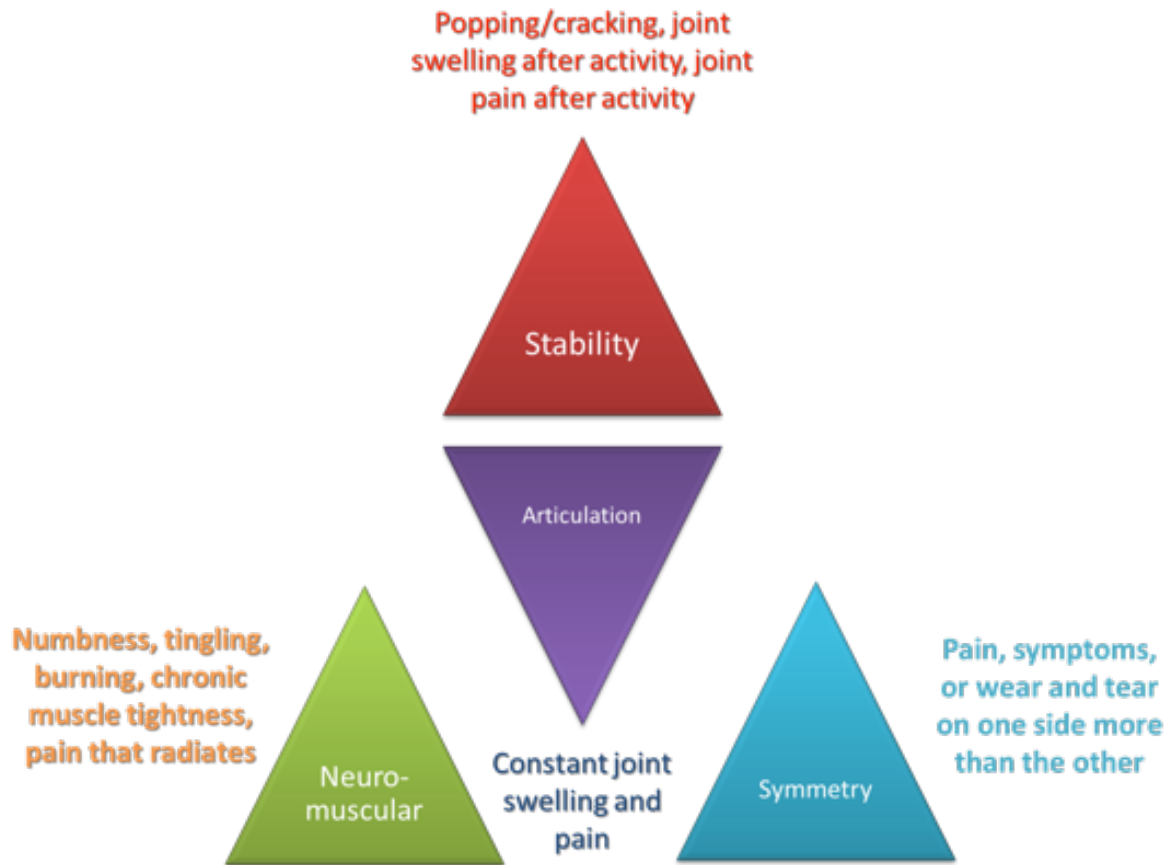 Popping/cracking, joint
swelling after activity, joint
pain after activity
Stability
Articulation
Numbness, tingling,
burning, chronic
muscle tightness,
pain that radiates
Neuro-
muscular
Constant joint
swelling and
pain
Symmetry
Pain, symptoms,
or wear and tear
on one side more
than the other